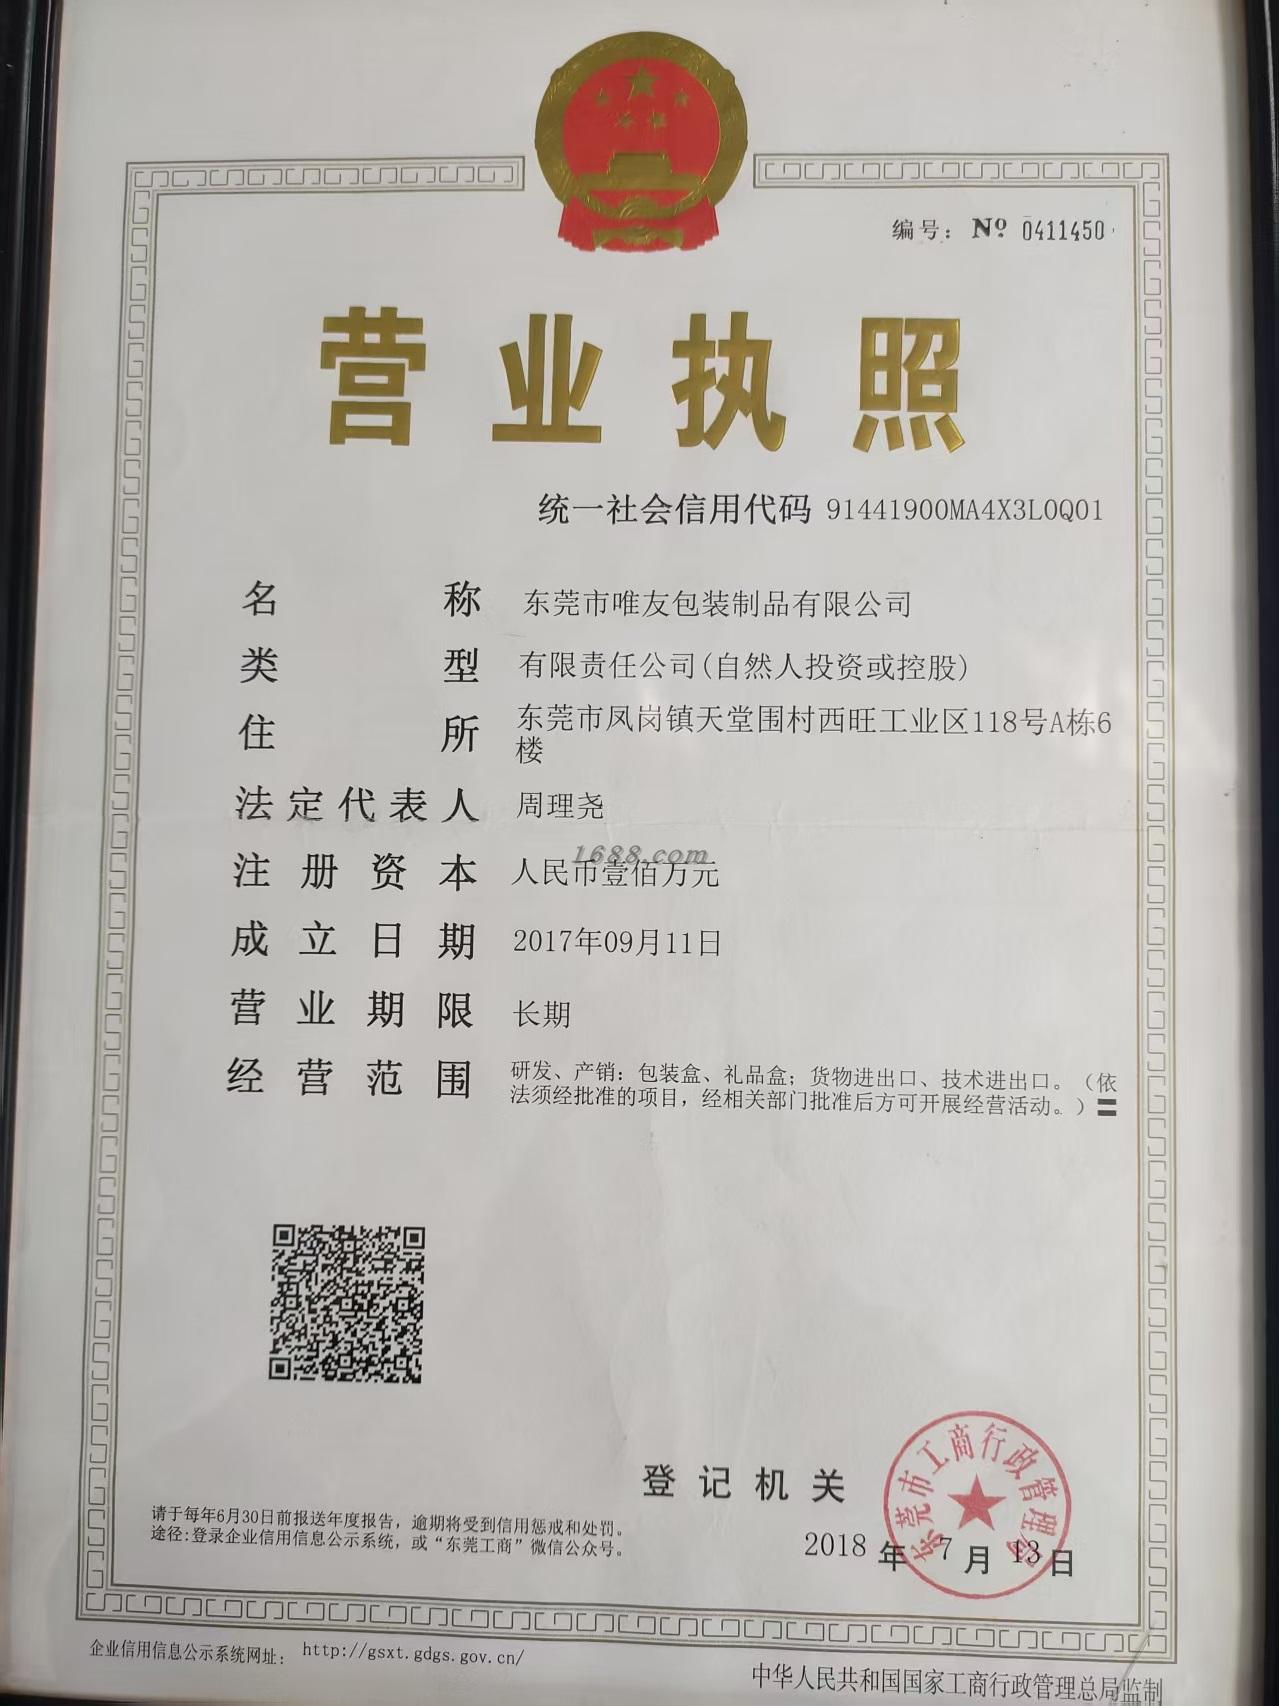 编号： Nº 0411450
营业执照
统一社会信用代码 91441900MA4X3L0Q01
名称 东莞市唯友包装制品有限公司
类型 有限责任公司(自然人投资或控股)
住所 东莞市凤岗镇天堂围村西旺工业区118号A栋6
楼
法定代表人 周理尧
1688.com
注册资本 人民币壹佰万元
成立日期 2017年09月11日
营业期限 长期
经营范围 研发、产销：包装盒、礼品盒；货物进出口、技术进出口。（依
法须经批准的项目，经相关部门批准后方可开展经营活动。）〓
登记机关
东莞市工商行政管理局
2018年7月13日
请于每年6月30日前报送年度报告，逾期将受到信用惩戒和处罚。
途径:登录企业信用信息公示系统，或“东莞工商”微信公众号。
企业信用信息公示系统网址： http://gsxt.gdgs.gov.cn/
中华人民共和国国家工商行政管理总局监制